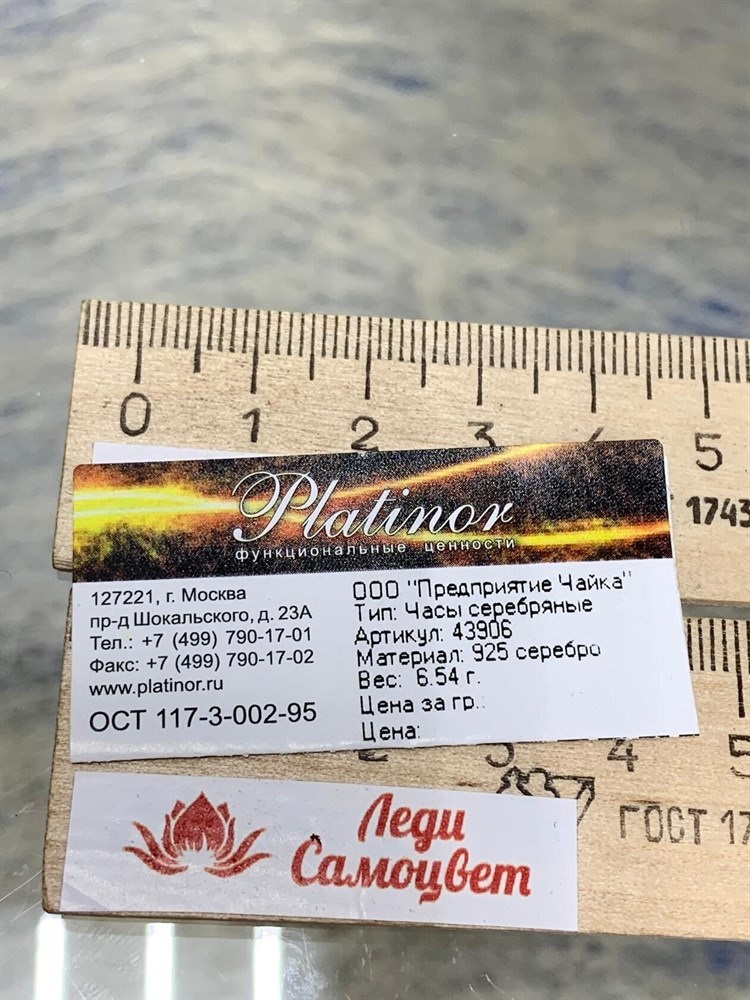 0 1 2 3 4 5
Platinor
функциональные ценности
1743
127221, г. Москва
пр-д Шокальского, д. 23А
Тел.: +7 (499) 790-17-01
Факс: +7 (499) 790-17-02
www.platinor.ru
ОСТ 117-3-002-95
ООО "Предприятие Чайка"
Тип: Часы серебряные
Артикул: 43906
Материал: 925 серебро
Вес: 6.54 г.
Цена за гр.:
Цена:
2 3 4 5
ГОСТ 17
Леди
Самоцвет